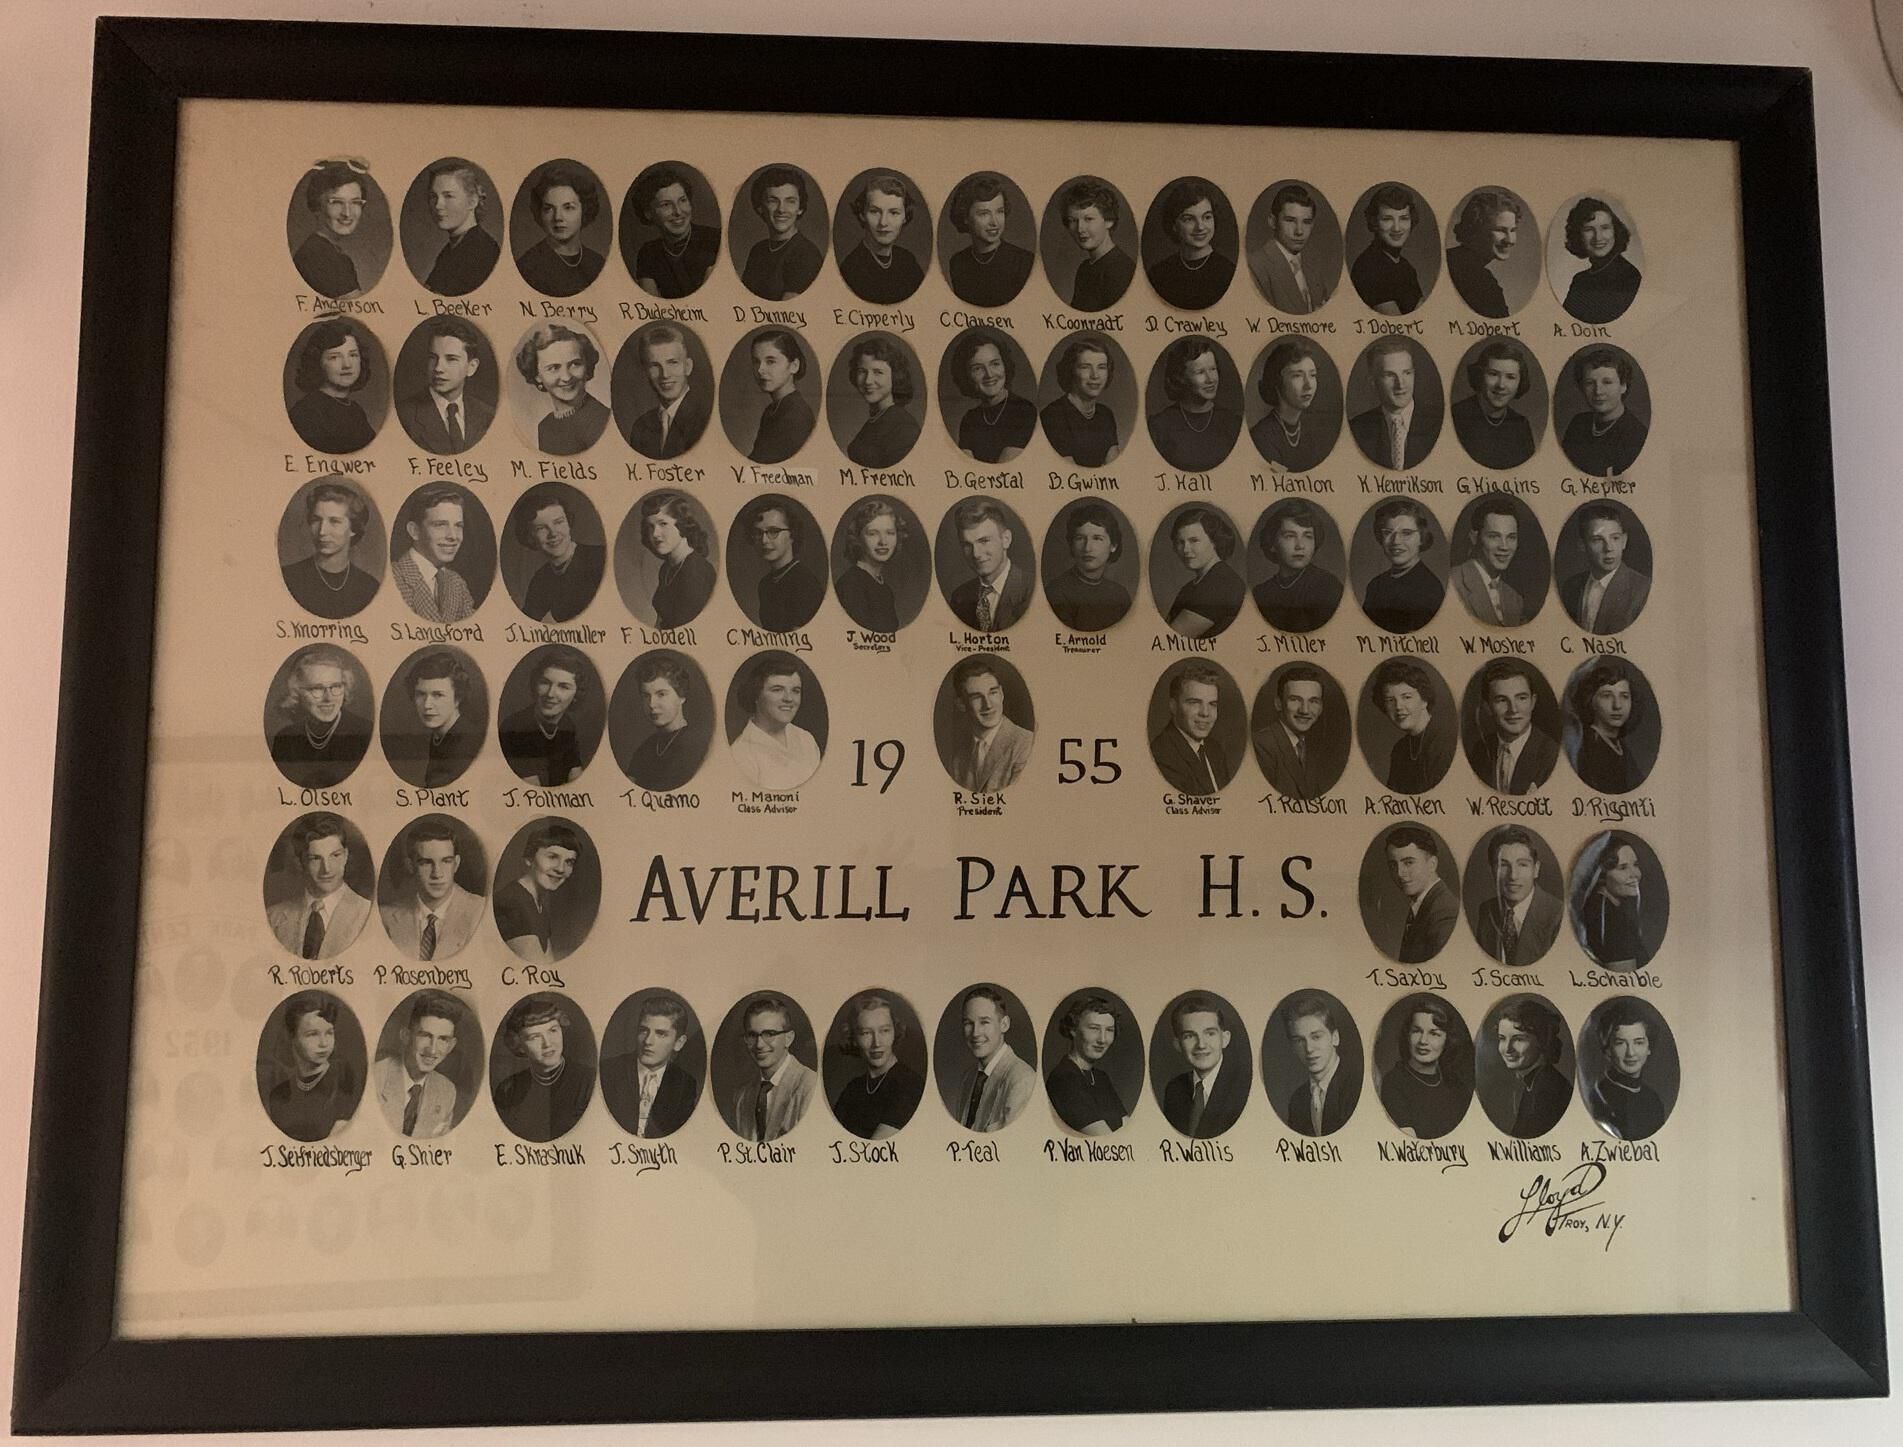 F. Anderson L. Beeker N. Berry R. Budesheim D. Bunney E. Cipperly C. Clansen K. Coonradt D. Crawley W. Densmore J. Dobert M. Dobert A. Doin
E. Engwer F. Feeley M. Fields H. Foster V. Freedman M. French B. Gerstal B. Gwinn J. Hall M. Hanlon K. Henrikson G. Higgins G. Kepner
S. Knorring S. Langford J. Lindenmuller F. Lobdell C. Manning J. Wood L. Horton E. Arnold A. Miller J. Miller M. Mitchell W. Mosher C. Nash
Secretary Vice-President Treasurer
19 55
L. Olsen S. Plant J. Pollman T. Quamo M. Manoni R. Siek G. Shaver T. Ralston A. Ranken W. Rescott D. Riganti
Class Advisor President Class Advisor
AVERILL PARK H. S.
R. Roberts P. Rosenberg C. Roy T. Saxby J. Scanu L. Schaible
J. Seifriedsberger G. Shier E. Skrashuk J. Smyth P. St. Clair J. Stock P. Teal P. Van Hoesen R. Wallis P. Walsh N. Waterbury N. Williams A. Zwiebal
Lloyd
TROY, N.Y.